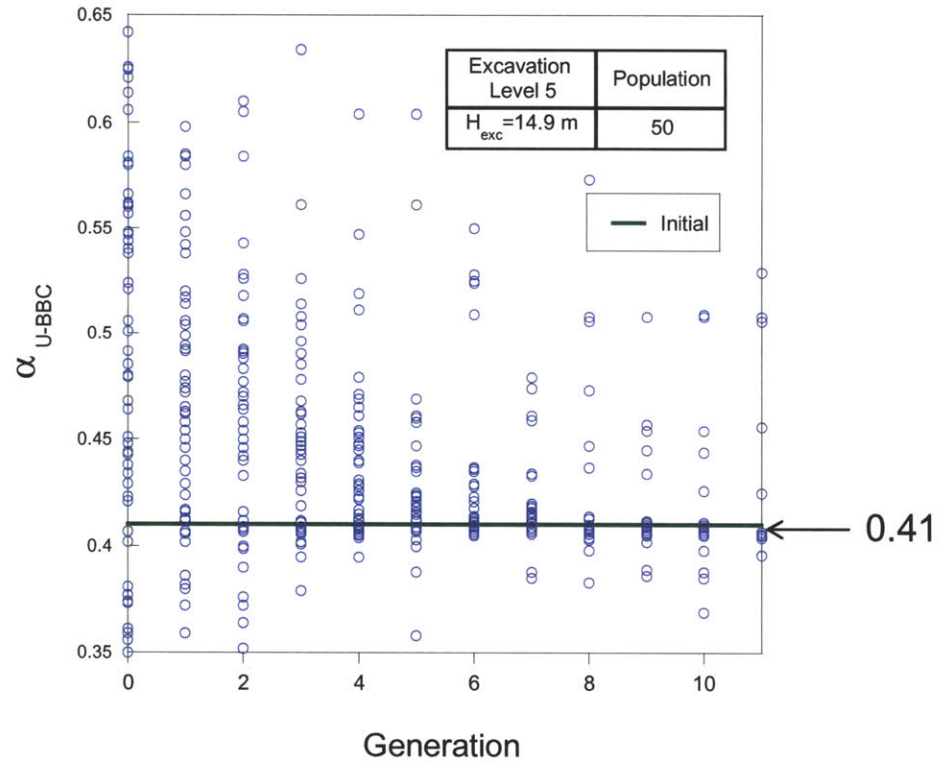 0.65
0.6
0.55
0.5
0.45
0.4
0.35
α U-BBC
Excavation Level 5
Population
Hexc=14.9 m
50
Initial
0.41
0
2
4
6
8
10
Generation